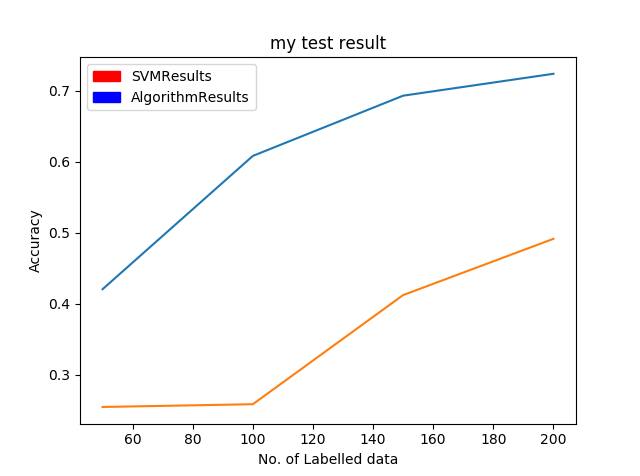 my test result
SVMResults
AlgorithmResults
0.7
0.6
0.5
0.4
0.3
Accuracy
60 80 100 120 140 160 180 200
No. of Labelled data